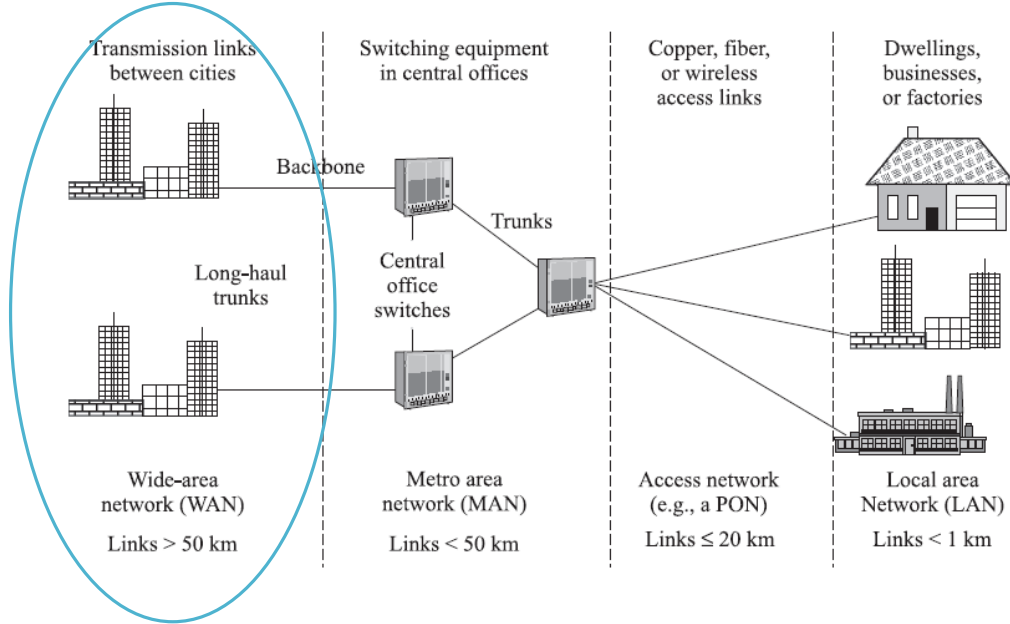 Transmission links
between cities
Switching equipment
in central offices
Copper, fiber,
or wireless
access links
Dwellings,
businesses,
or factories
Backbone
Trunks
Long-haul
trunks
Central
office
switches
Wide-area
network (WAN)
Links > 50 km
Metro area
network (MAN)
Links < 50 km
Access network
(e.g., a PON)
Links ≤ 20 km
Local area
Network (LAN)
Links < 1 km